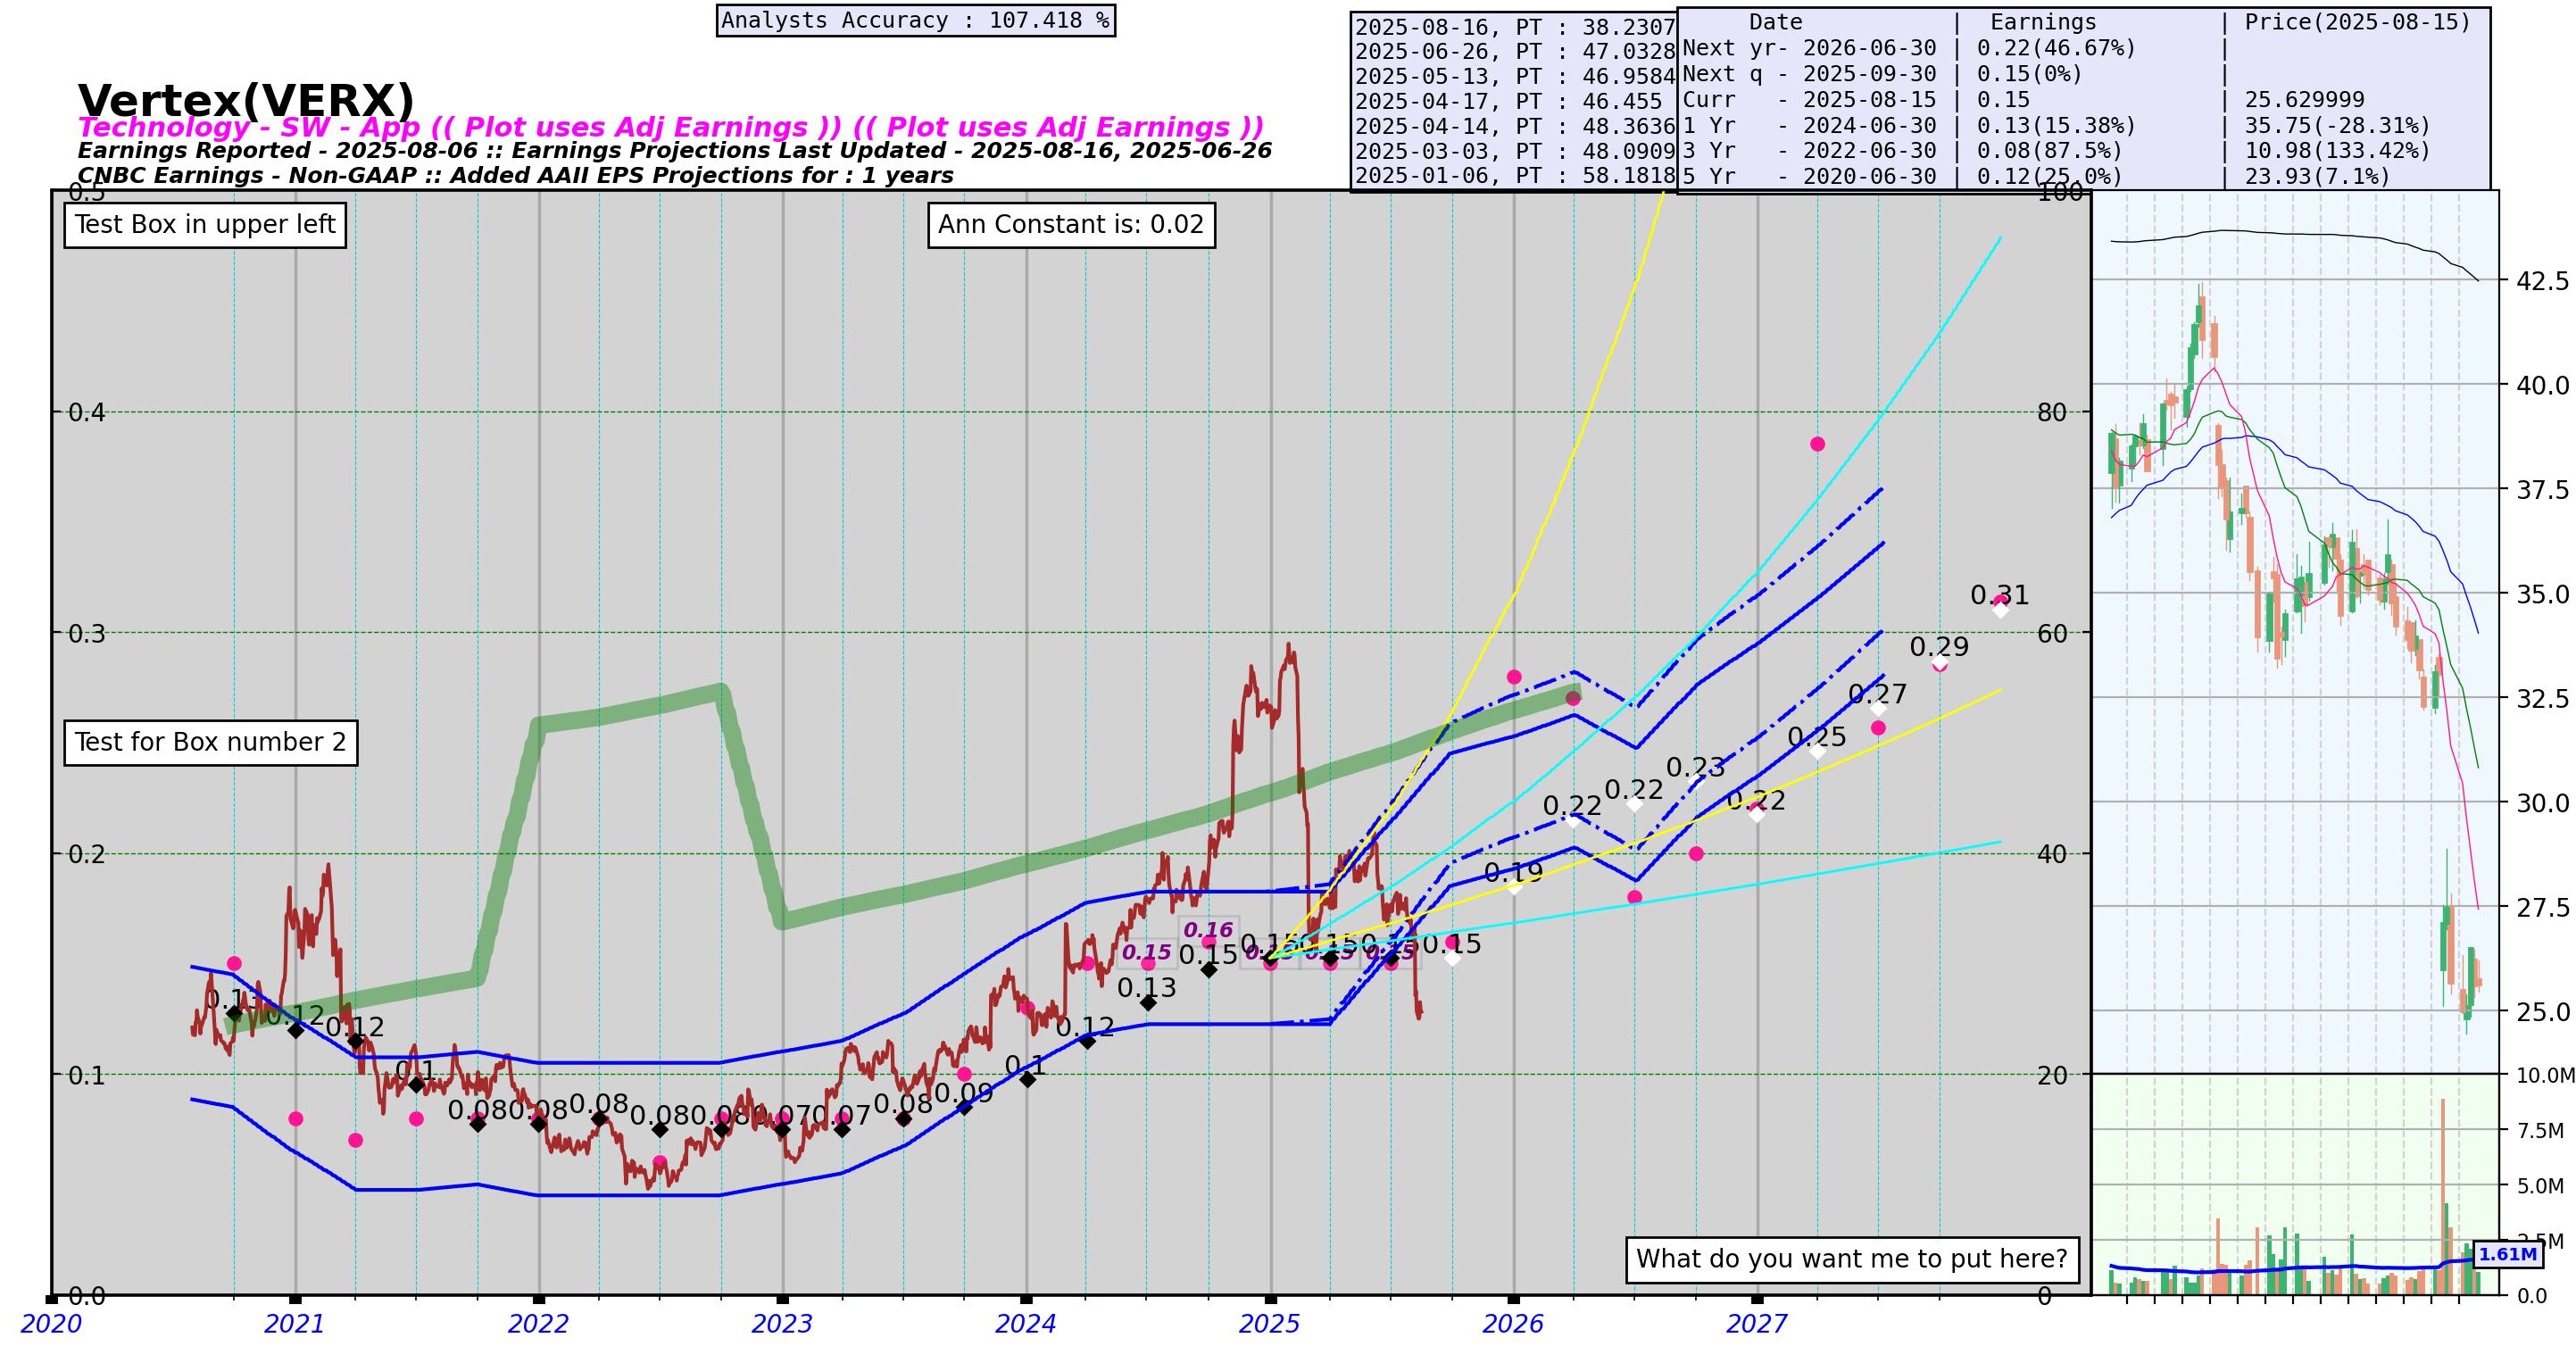 Analysts Accuracy : 107.418 %
2025-08-16, PT : 38.2307
2025-06-26, PT : 47.0328
2025-05-13, PT : 46.9584
2025-04-17, PT : 46.455
2025-04-14, PT : 48.3636
2025-03-03, PT : 48.0909
2025-01-06, PT : 58.1818
Date | Earnings | Price(2025-08-15)
Next yr- 2026-06-30 | 0.22(46.67%) |
Next q - 2025-09-30 | 0.15(0%) |
Curr - 2025-08-15 | 0.15 | 25.629999
1 Yr - 2024-06-30 | 0.13(15.38%) | 35.75(-28.31%)
3 Yr - 2022-06-30 | 0.08(87.5%) | 10.98(133.42%)
5 Yr - 2020-06-30 | 0.12(25.0%) | 23.93(7.1%)
Vertex(VERX)
Technology - SW - App (( Plot uses Adj Earnings )) (( Plot uses Adj Earnings ))
Earnings Reported - 2025-08-06 :: Earnings Projections Last Updated - 2025-08-16, 2025-06-26
CNBC Earnings - Non-GAAP :: Added AAII EPS Projections for : 1 years
Test Box in upper left
Ann Constant is: 0.02
Test for Box number 2
What do you want me to put here?
0.5
0.4
0.3
0.2
0.1
0.0
100
80
60
40
20
0
0.12
0.12
0.1
0.08
0.08
0.08
0.08
0.08
0.07
0.07
0.08
0.09
0.1
0.12
0.13
0.15
0.15
0.16
0.15
0.15
0.15
0.15
0.19
0.22
0.22
0.23
0.22
0.25
0.27
0.29
0.31
42.5
40.0
37.5
35.0
32.5
30.0
27.5
25.0
10.0M
7.5M
5.0M
1.61M
0.0
2020
2021
2022
2023
2024
2025
2026
2027